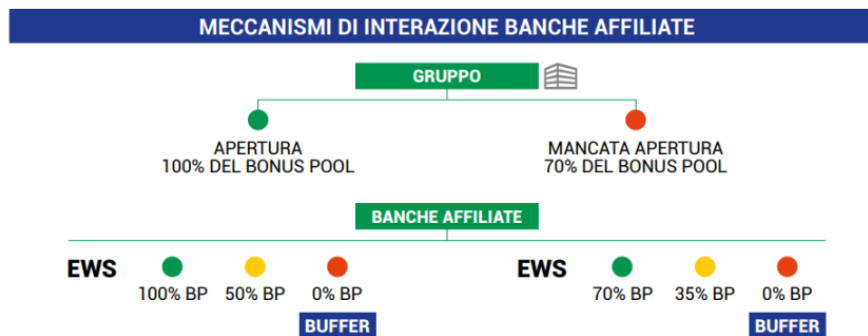 MECCANISMI DI INTERAZIONE BANCHE AFFILIATE
GRUPPO
APERTURA
100% DEL BONUS POOL
MANCATA APERTURA
70% DEL BONUS POOL
BANCHE AFFILIATE
EWS
100% BP 50% BP 0% BP
BUFFER
EWS
70% BP 35% BP 0% BP
BUFFER